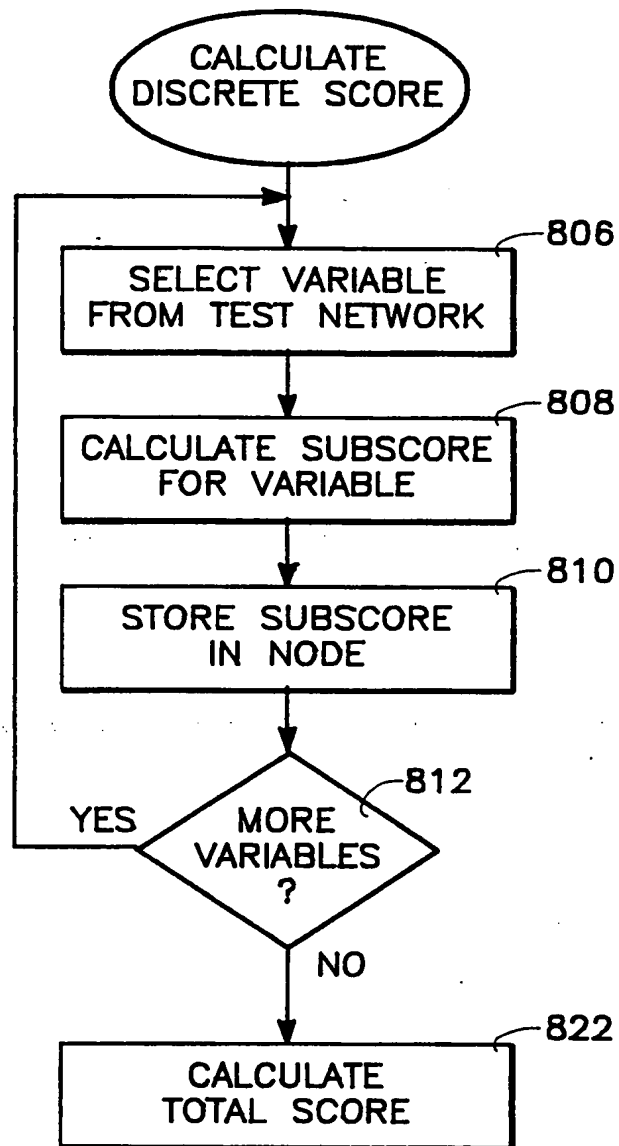 CALCULATE
DISCRETE SCORE
806
SELECT VARIABLE
FROM TEST NETWORK
808
CALCULATE SUBSCORE
FOR VARIABLE
810
STORE SUBSCORE
IN NODE
812
YES
MORE
VARIABLES
?
NO
822
CALCULATE
TOTAL SCORE